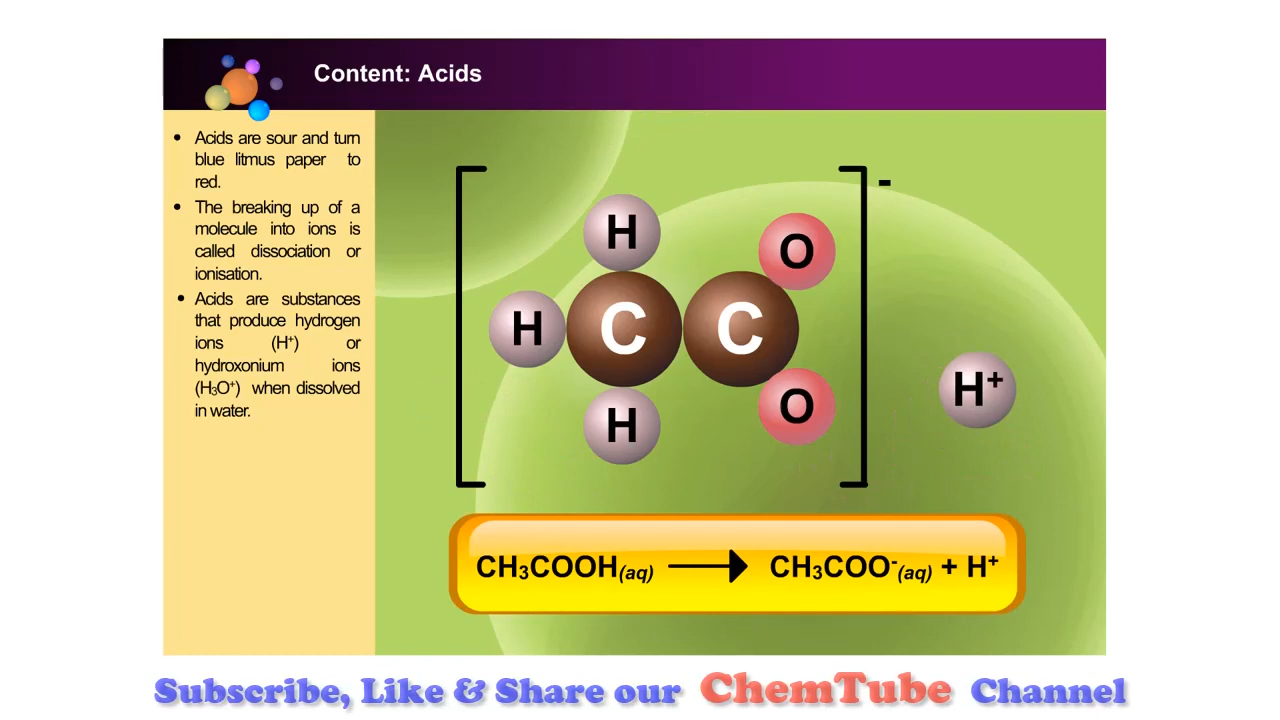 Content: Acids
• Acids are sour and turn
blue litmus paper to
red.
• The breaking up of a
molecule into ions is
called dissociation or
ionisation.
• Acids are substances
that produce hydrogen
ions (H⁺) or
hydroxonium ions
(H₃O⁺) when dissolved
in water.
-
H
O
H C C
H⁺
H
O
CH₃COOH(aq) → CH₃COO⁻(aq) + H⁺
Subscribe, Like & Share our ChemTube Channel